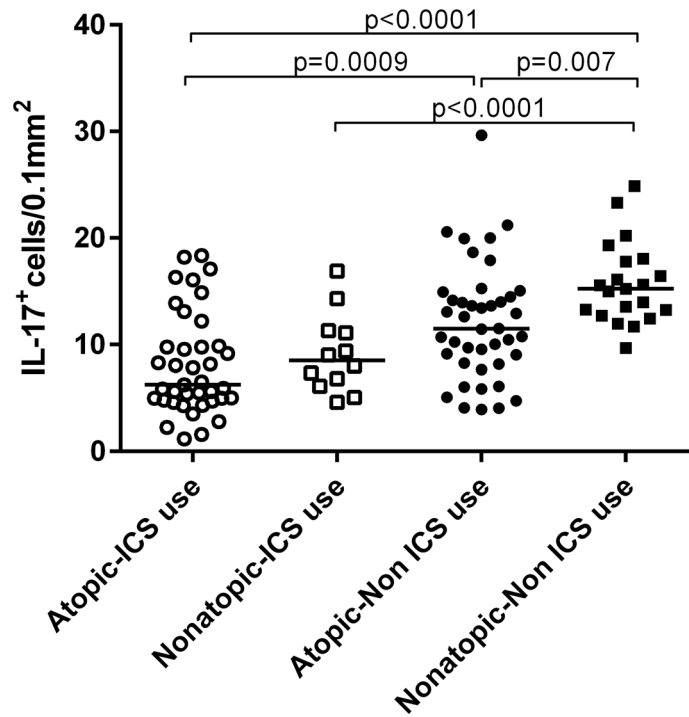 40
30
20
10
0
IL-17⁺ cells/0.1mm²
p<0.0001
p=0.0009
p=0.007
p<0.0001
Atopic-ICS use
Nonatopic-ICS use
Atopic-Non ICS use
Nonatopic-Non ICS use